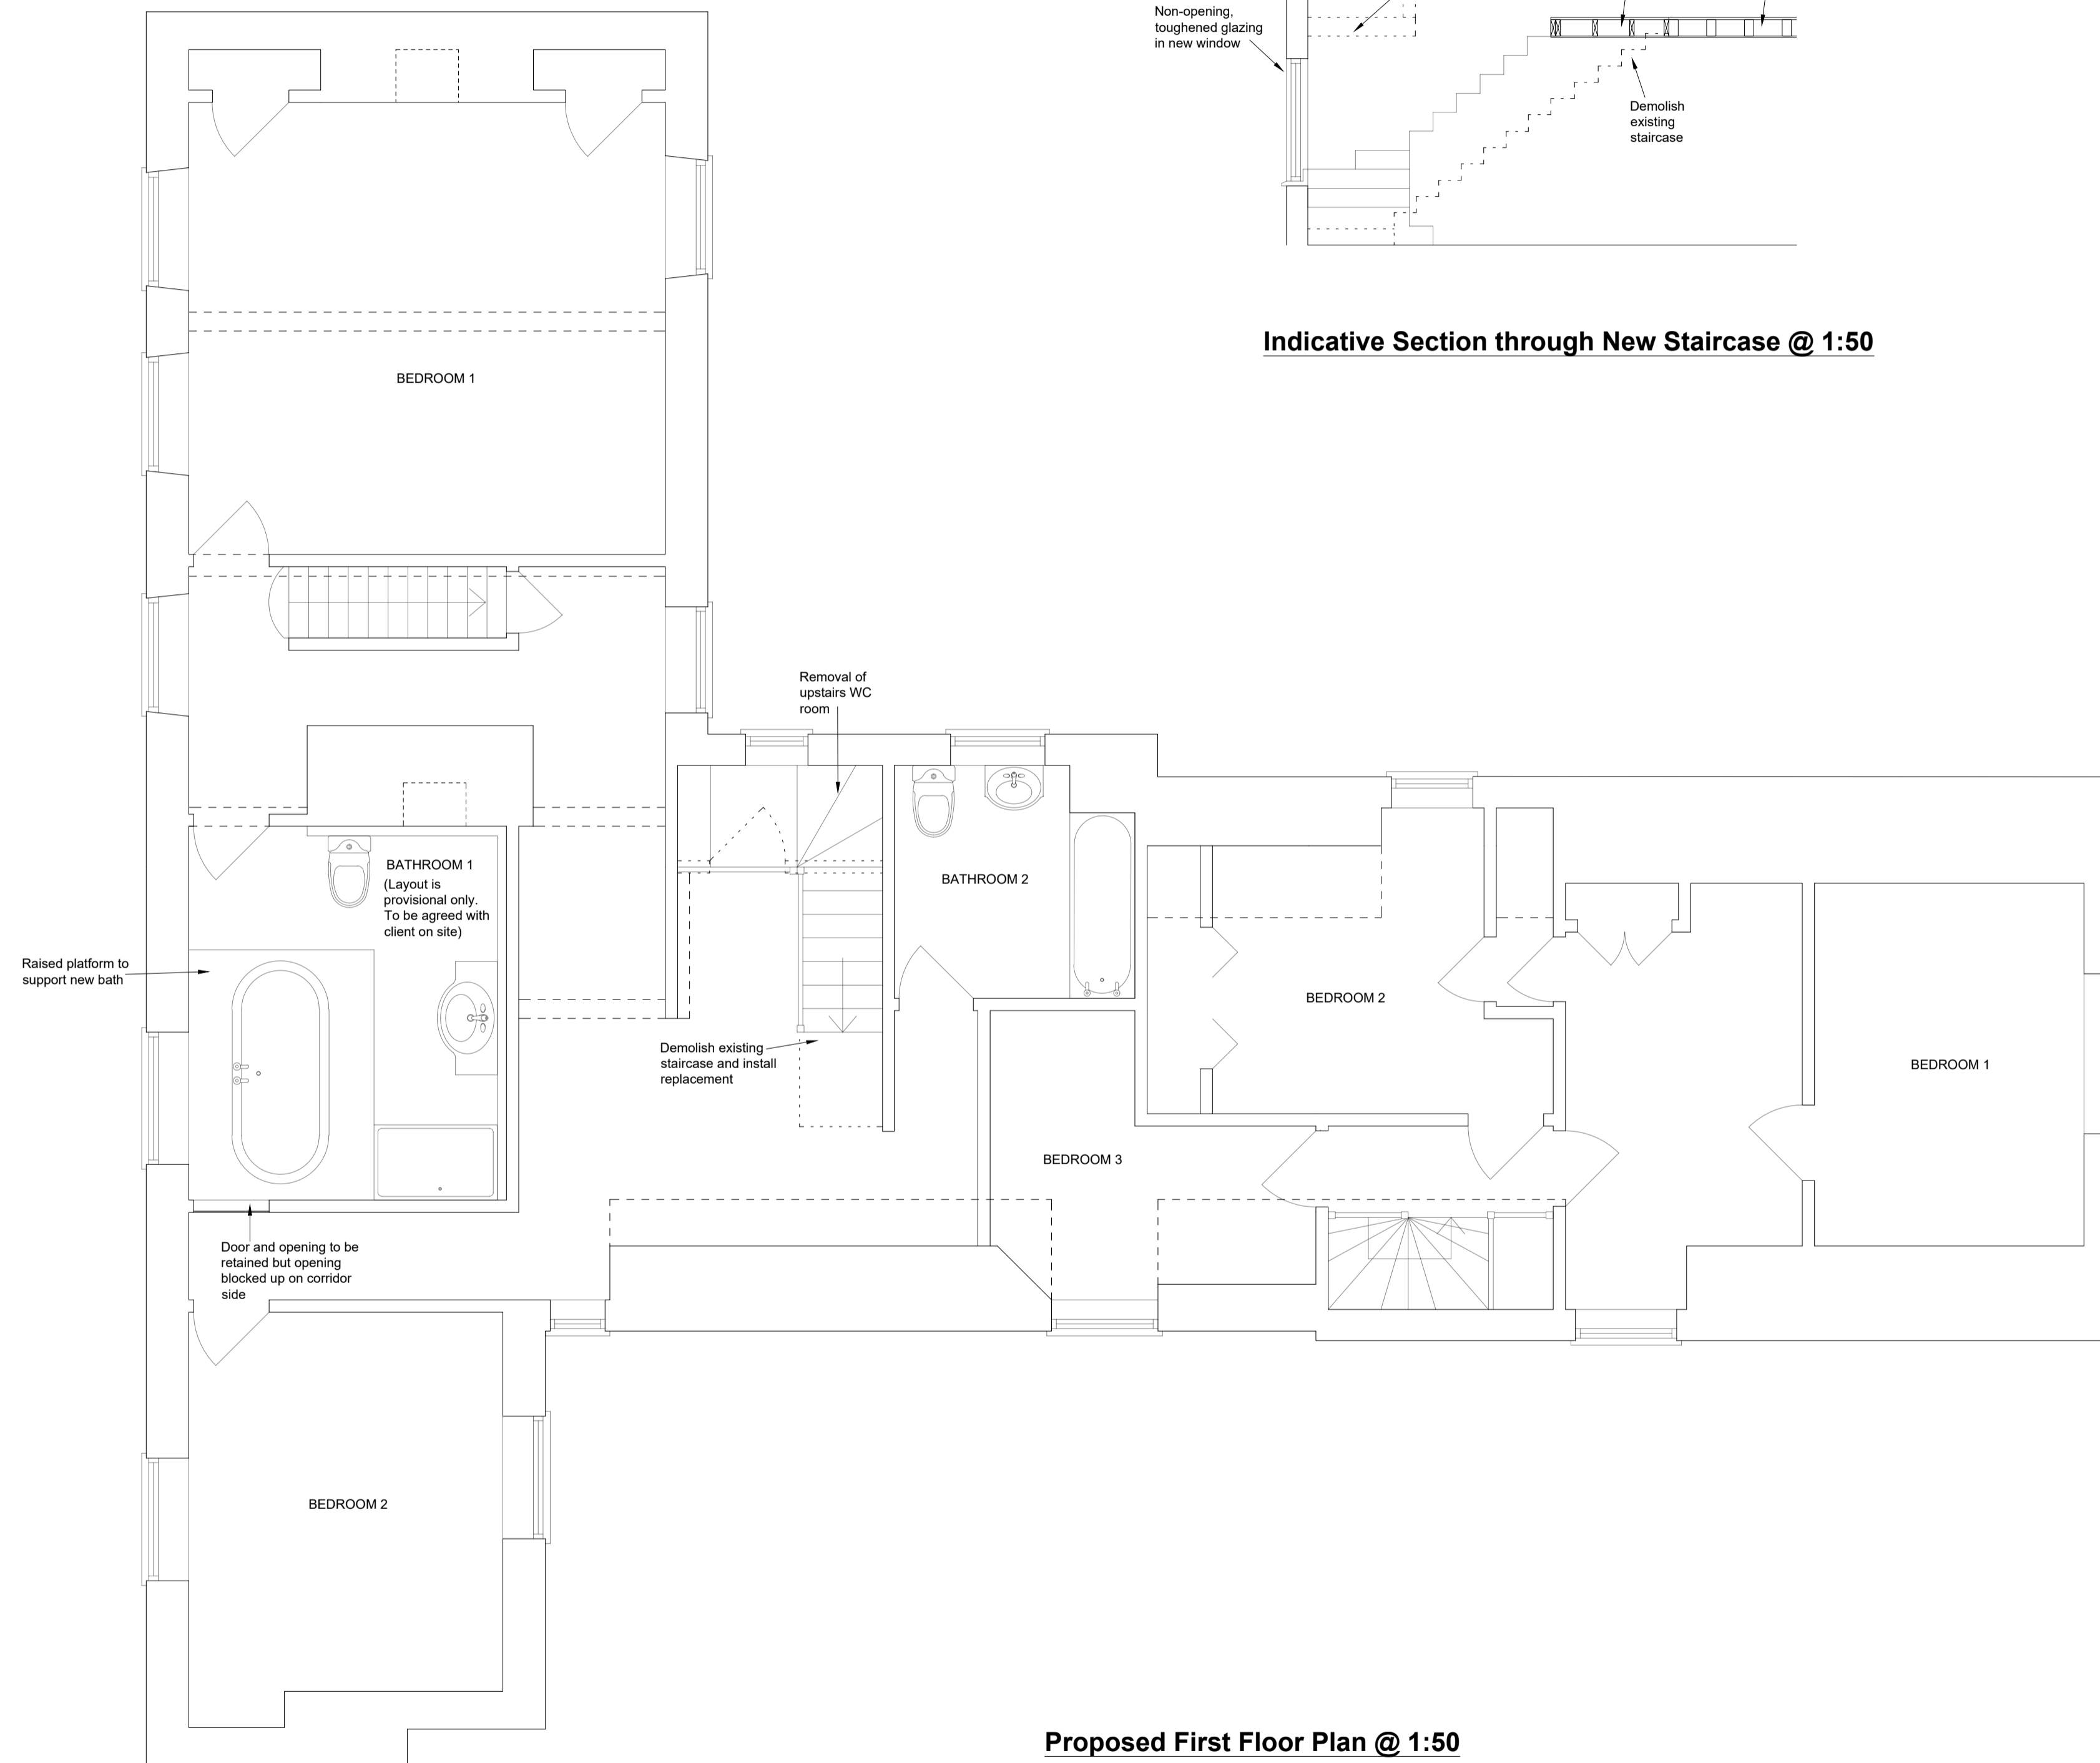 Non-opening,
toughened glazing
in new window
Demolish
existing
staircase
Indicative Section through New Staircase @ 1:50
BEDROOM 1
Removal of
upstairs WC
room
BATHROOM 1
(Layout is
provisional only.
To be agreed with
client on site)
BATHROOM 2
Raised platform to
support new bath
BEDROOM 2
Demolish existing
staircase and install
replacement
BEDROOM 1
BEDROOM 3
Door and opening to be
retained but opening
blocked up on corridor
side
BEDROOM 2
Proposed First Floor Plan @ 1:50